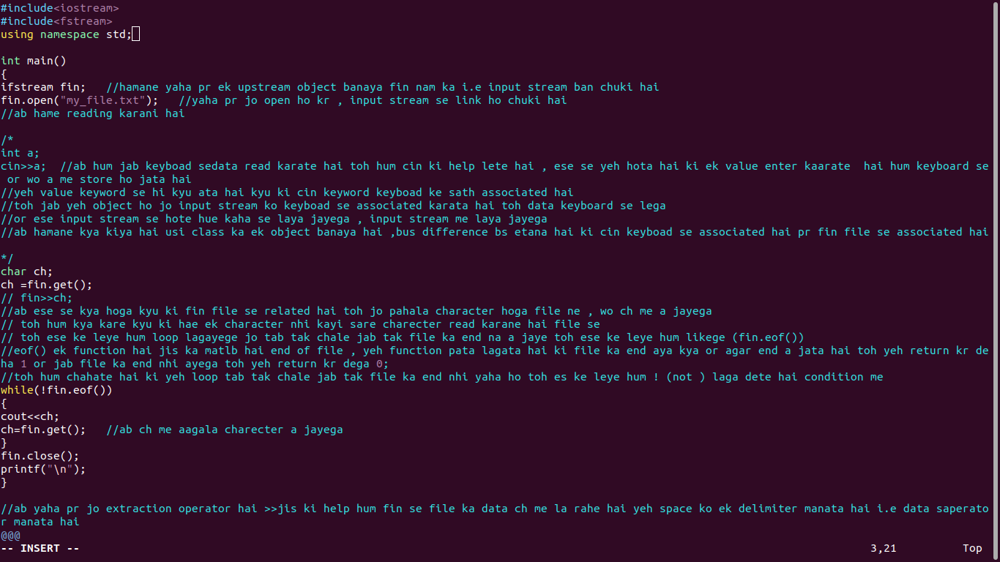 #include<iostream>
#include<fstream>
using namespace std;
int main()
{
ifstream fin;   //hamane yaha pr ek upstream object banaya fin nam ka i.e input stream ban chuki hai
fin.open("my_file.txt");   //yaha pr jo open ho kr , input stream se link ho chuki hai
//ab hame reading karani hai
/*
int a;
cin>>a;  //ab hum jab keyboad sedata read karate hai toh hum cin ki help lete hai , ese se yeh hota hai ki ek value enter kaarate  hai hum keyboard se
 or wo a me store ho jata hai
//yeh value keyword se hi kyu ata hai kyu ki cin keyword keyboad ke sath associated hai
//toh jab yeh object ho jo input stream ko keyboad se associated karata hai toh data keyboard se lega
//or ese input stream se hote hue kaha se laya jayega , input stream me laya jayega
//ab hamane kya kiya hai usi class ka ek object banaya hai ,bus difference bs etana hai ki cin keyboad se associated hai pr fin file se associated hai
*/
char ch;
ch =fin.get();
// fin>>ch;
//ab ese se kya hoga kyu ki fin file se related hai toh jo pahala character hoga file ne , wo ch me a jayega
// toh hum kya kare kyu ki hae ek character nhi kayi sare charecter read karane hai file se
// toh ese ke leye hum loop lagayege jo tab tak chale jab tak file ka end na a jaye toh ese ke leye hum likege (fin.eof())
//eof() ek function hai jis ka matlb hai end of file , yeh function pata lagata hai ki file ka end aya kya or agar end a jata hai toh yeh return kr de
ha 1 or jab file ka end nhi ayega toh yeh return kr dega 0;
//toh hum chahate hai ki yeh loop tab tak chale jab tak file ka end nhi yaha ho toh es ke leye hum ! (not ) laga dete hai condition me
while(!fin.eof())
{
cout<<ch;
ch=fin.get();   //ab ch me aagala charecter a jayega
}
fin.close();
printf("\n");
}
//ab yaha pr jo extraction operator hai >>jis ki help hum fin se file ka data ch me la rahe hai yeh space ko ek delimiter manata hai i.e data saperato
r manata hai
@@@
-- INSERT --                    3,21          Top